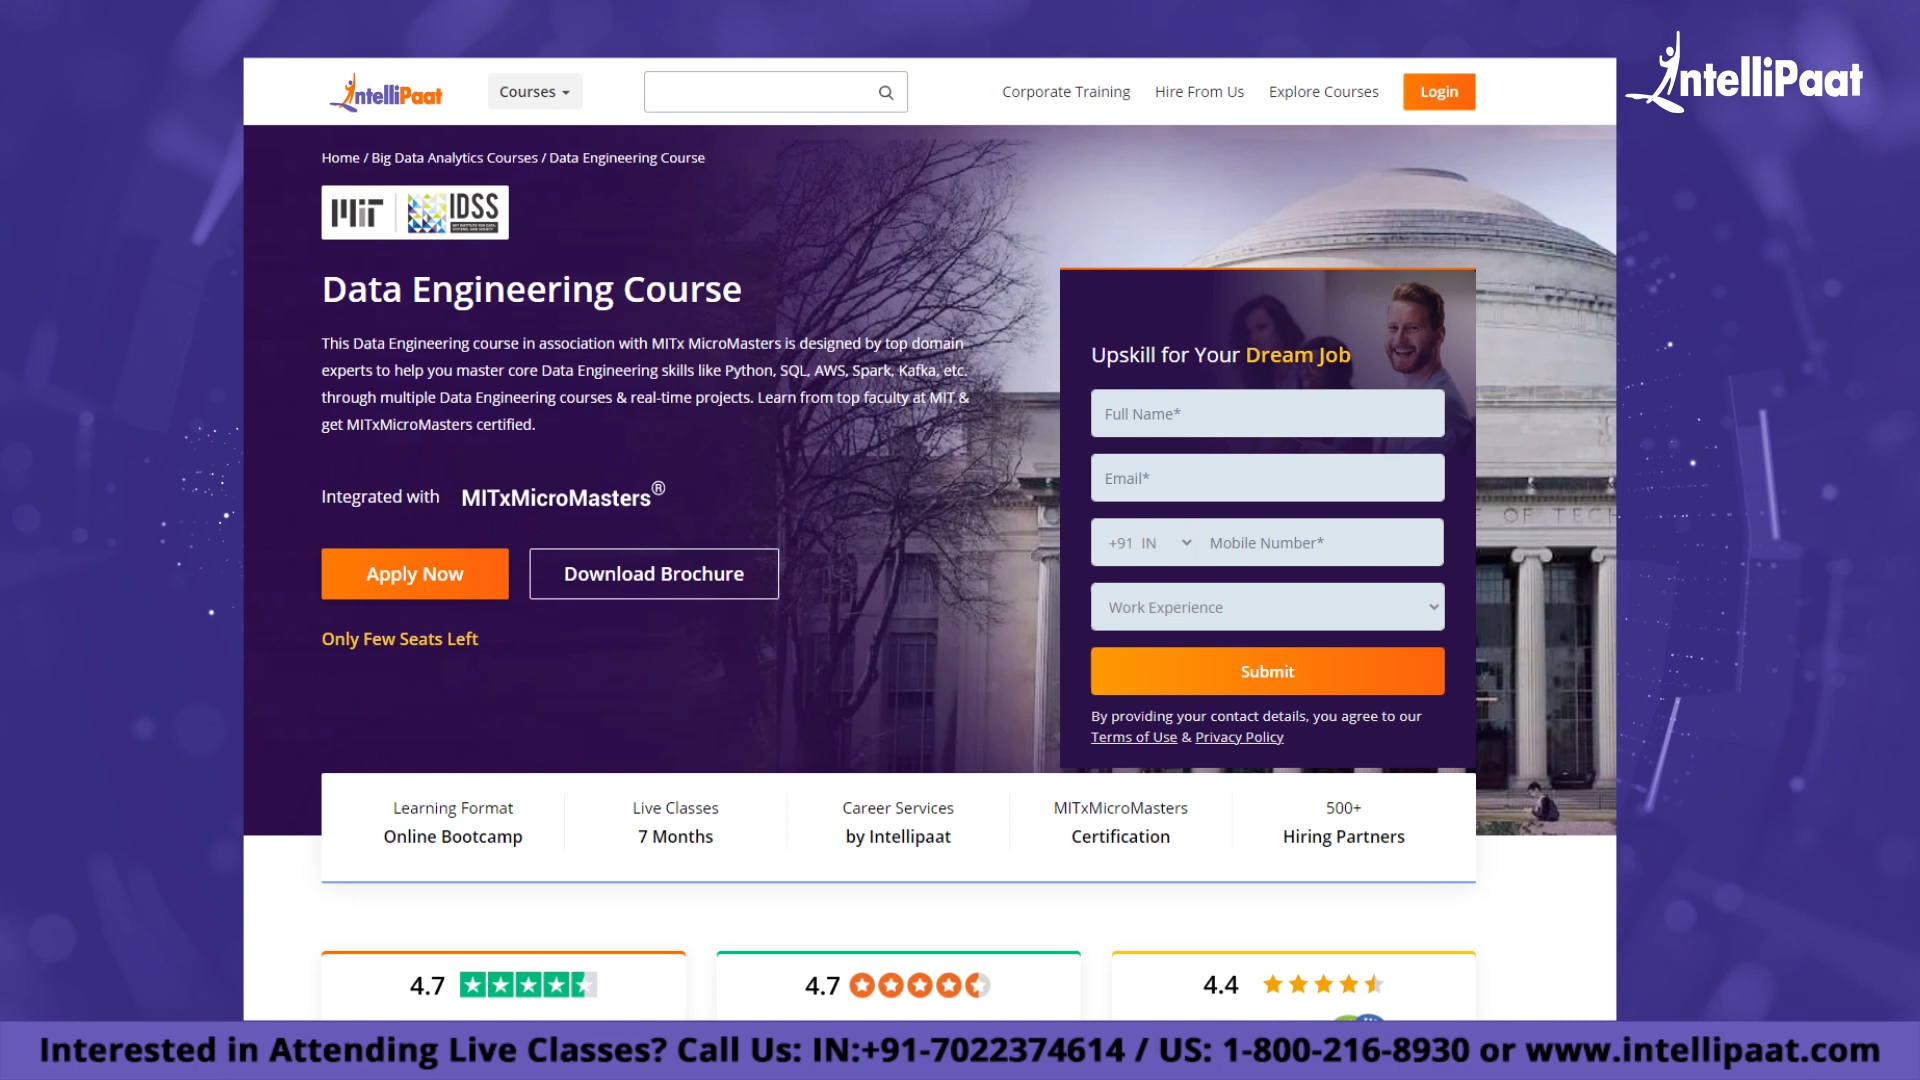 IntelliPaat
Courses
Corporate Training
Hire From Us
Explore Courses
Login
IntelliPaat
Home / Big Data Analytics Courses / Data Engineering Course
MIT IDSS
Data Engineering Course
This Data Engineering course in association with MITx MicroMasters is designed by top domain
experts to help you master core Data Engineering skills like Python, SQL, AWS, Spark, Kafka, etc.
through multiple Data Engineering courses & real-time projects. Learn from top faculty at MIT &
get MITxMicroMasters certified.
Integrated with MITxMicroMasters®
Apply Now
Download Brochure
Only Few Seats Left
Upskill for Your Dream Job
Full Name*
Email*
+91 IN Mobile Number*
Work Experience
Submit
By providing your contact details, you agree to our
Terms of Use & Privacy Policy
OF TECH
Learning Format
Online Bootcamp
Live Classes
7 Months
Career Services
by Intellipaat
MITxMicroMasters
Certification
500+
Hiring Partners
4.7
4.7
4.4
Interested in Attending Live Classes? Call Us: IN:+91-7022374614 / US: 1-800-216-8930 or www.intellipaat.com